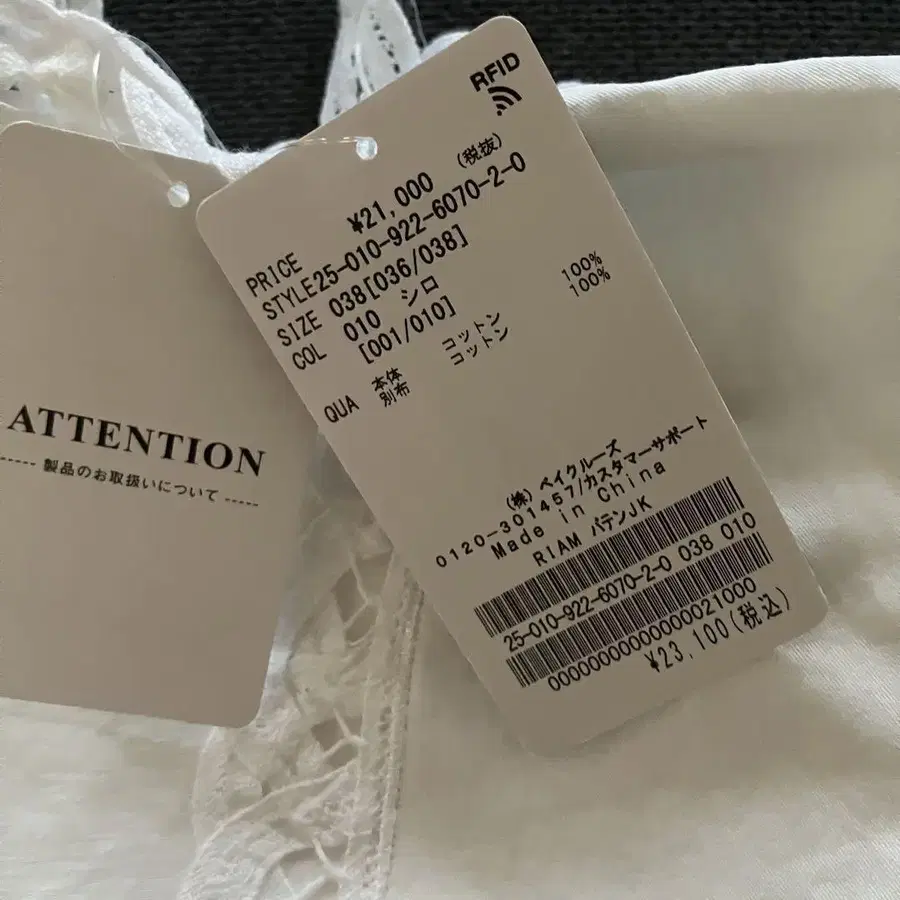 ATTENTION
----- 製品のお取扱いについて -----
RFID
PRICE ¥21,000 (税抜)
STYLE25-010-922-6070-2-0
SIZE 038[036/038]
COL 010 シロ
[001/010]
QUA 本体 コットン 100%
別布 コットン 100%
(株) ベイクルーズ
0120-301457/カスタマーサポート
Made in China
RIAM バテンJK
25-010-922-6070-2-0 038 010
0000000000000000021000
¥23,100(税込)